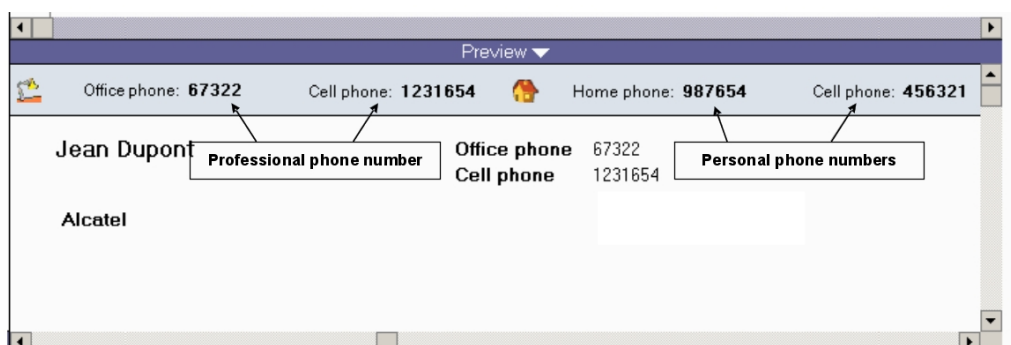 Preview
Office phone: 67322 Cell phone: 1231654 Home phone: 987654 Cell phone: 456321
Jean Dupont Professional phone number Office phone 67322 Personal phone numbers
Cell phone 1231654
Alcatel